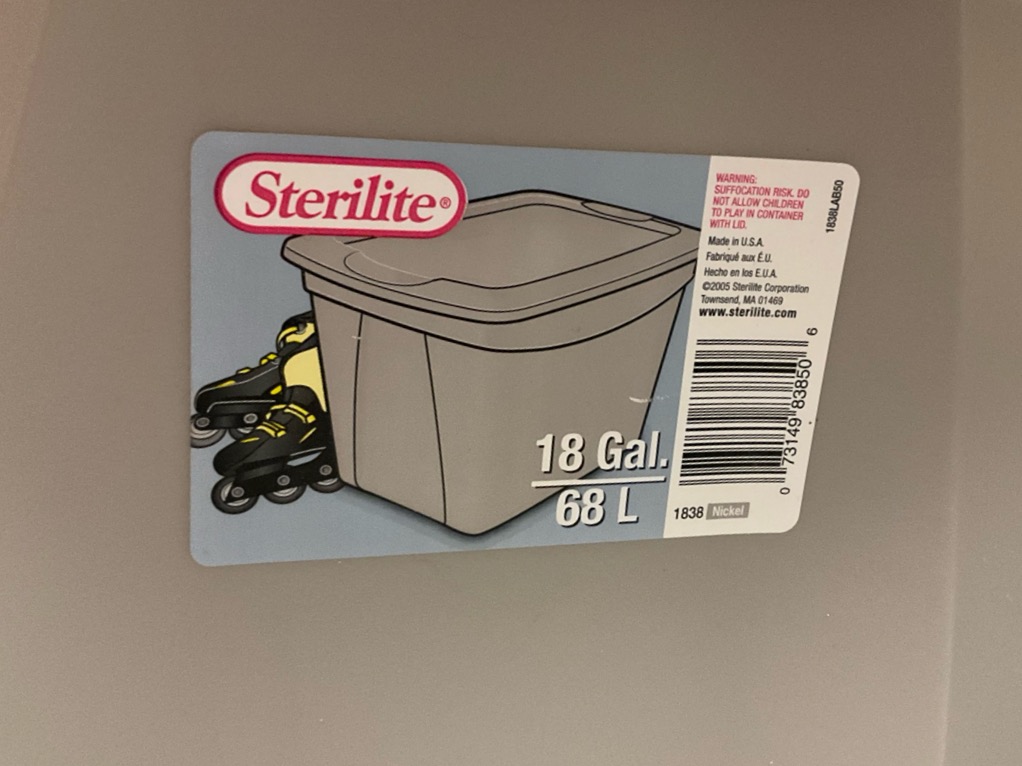 Sterilite®
18 Gal.
68 L
WARNING:
SUFFOCATION RISK. DO
NOT ALLOW CHILDREN
TO PLAY IN CONTAINER
WITH LID.
Made in U.S.A.
Fabriqué aux É.U.
Hecho en los E.U.A.
©2005 Sterilite Corporation
Townsend, MA 01469
www.sterilite.com
1838LAB50
0 73149 83850 6
1838 Nickel